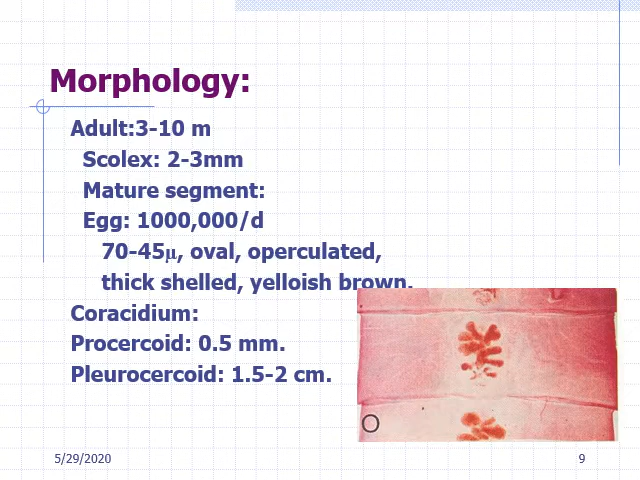 Morphology:
Adult:3-10 m
Scolex: 2-3mm
Mature segment:
Egg: 1000,000/d
70-45μ, oval, operculated,
thick shelled, yelloish brown.
Coracidium:
Procercoid: 0.5 mm.
Pleurocercoid: 1.5-2 cm.
O
5/29/2020
9